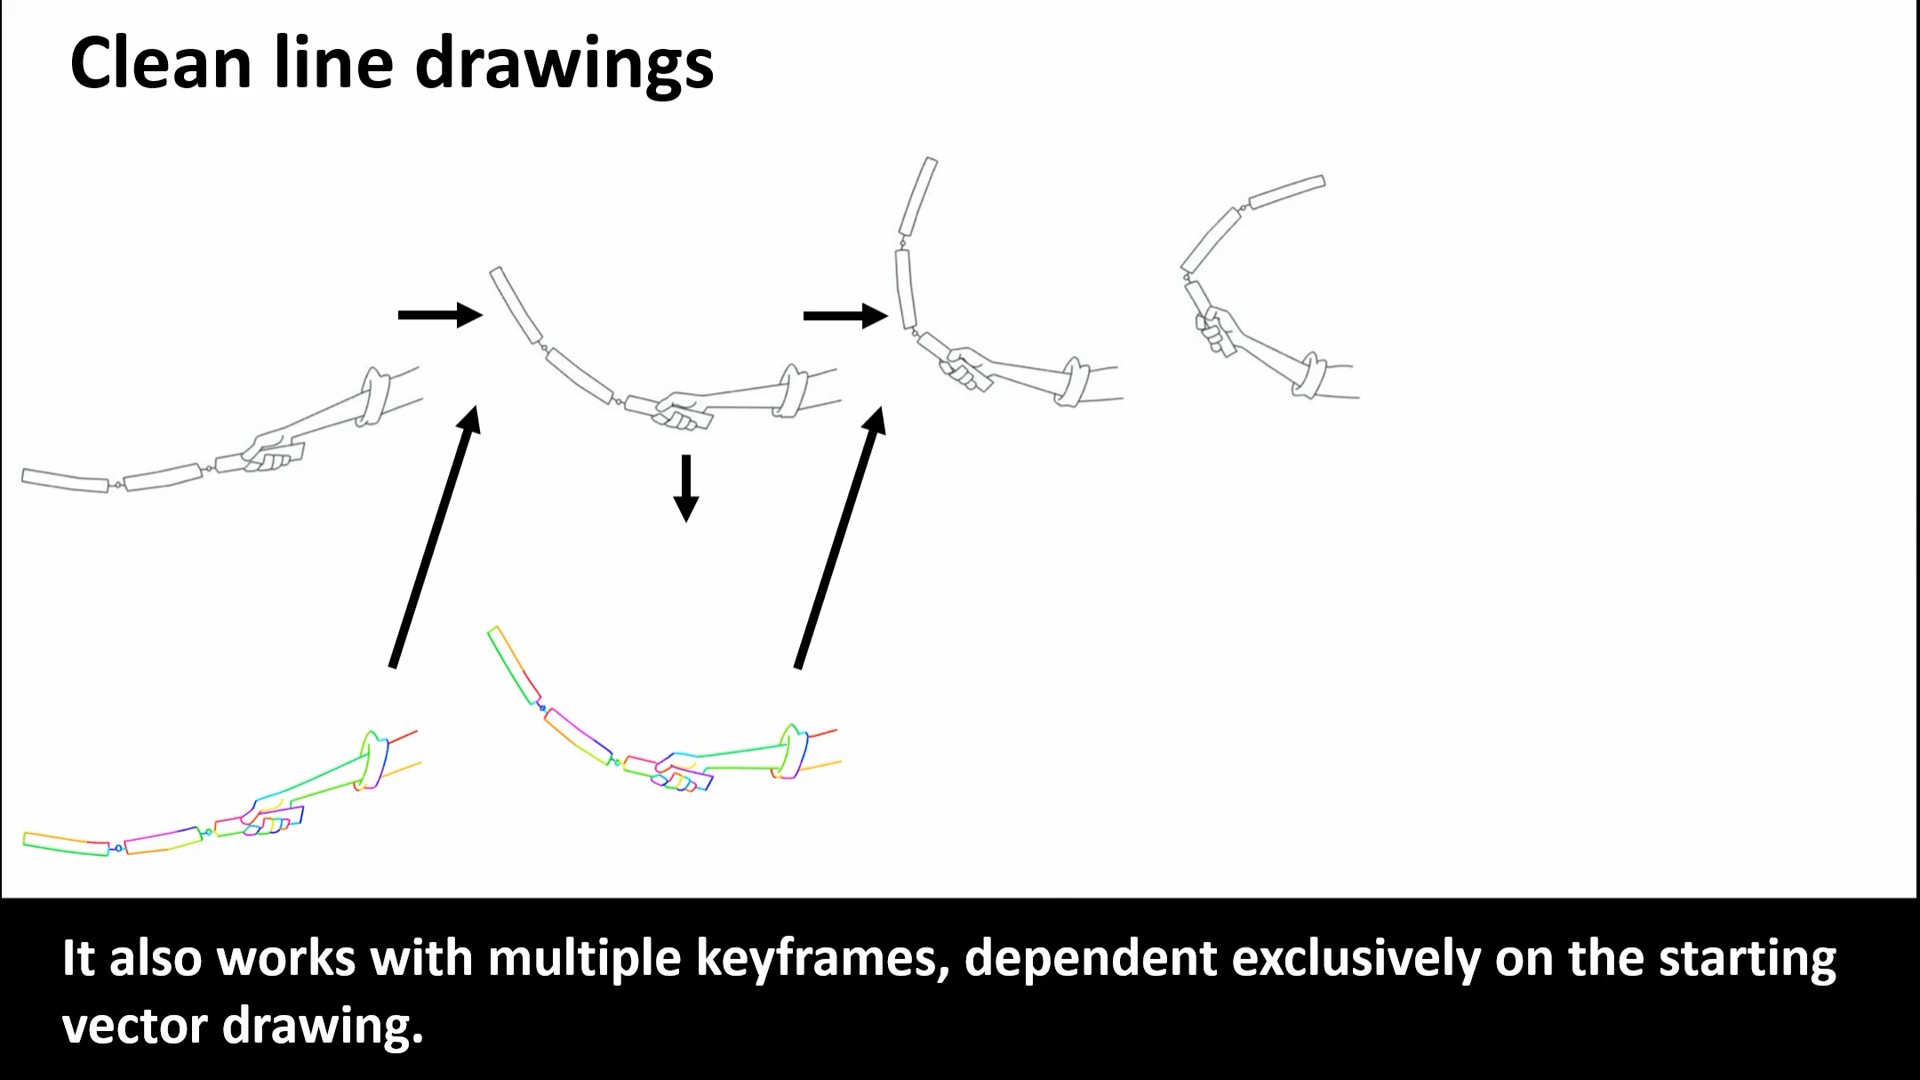 Clean line drawings
It also works with multiple keyframes, dependent exclusively on the starting
vector drawing.